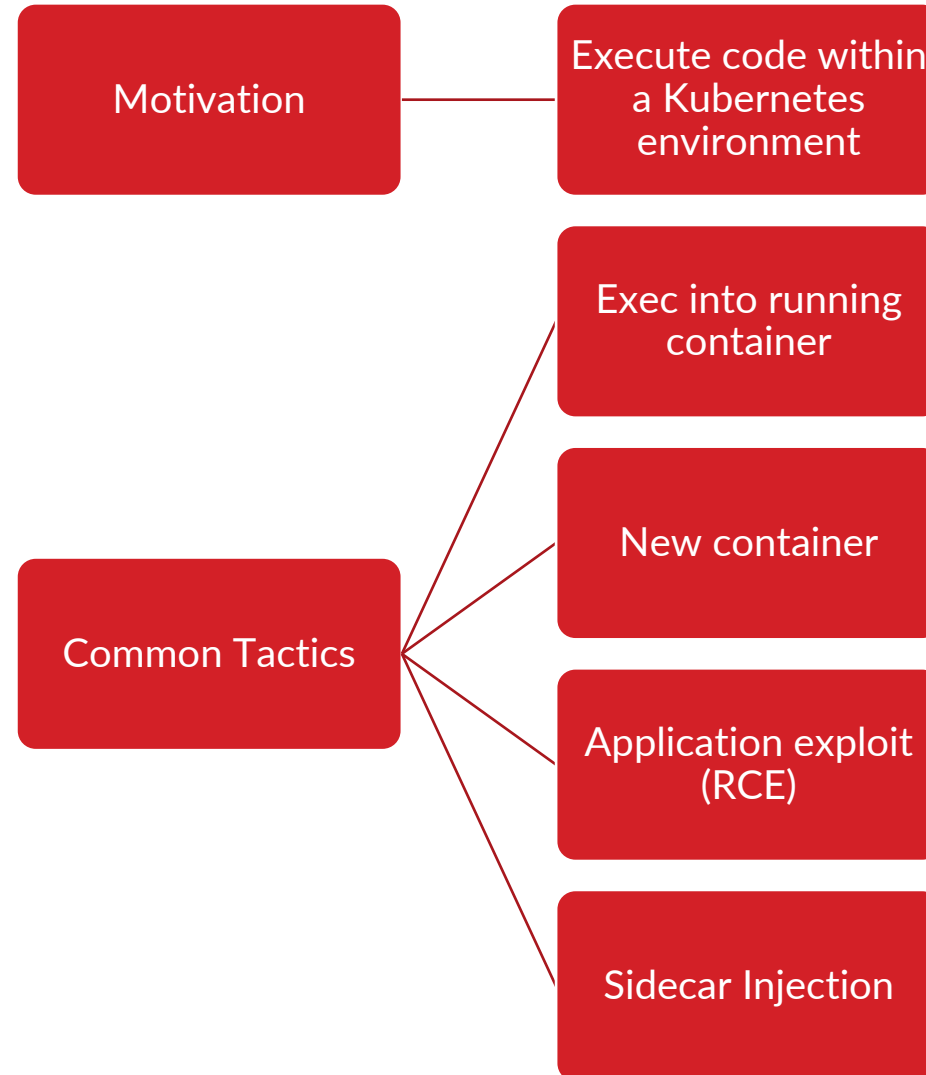 Motivation
Execute code within
a Kubernetes
environment
Exec into running
container
New container
Common Tactics
Application exploit
(RCE)
Sidecar Injection